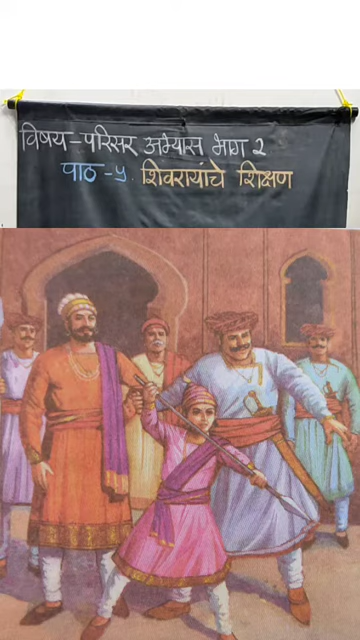 विषय-परिसर अभ्यास भाग २
पाठ-५. शिवरायांचे शिक्षण